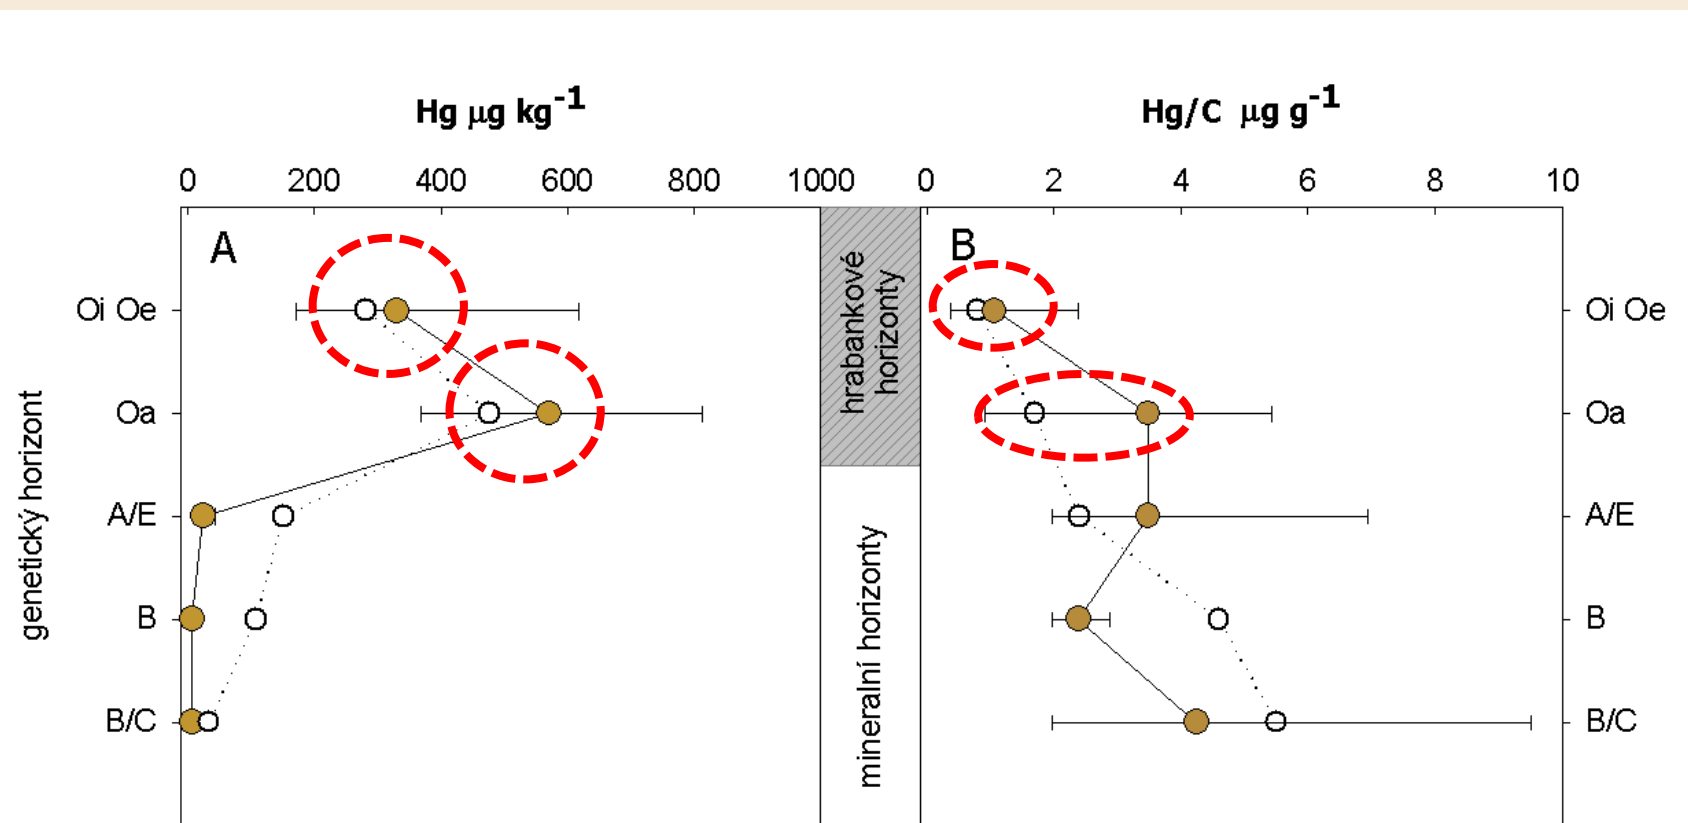 Hg μg kg-1
Hg/C μg g-1
0 200 400 600 800 1000
0 2 4 6 8 10
A
B
genetický horizont
Oi Oe
Oa
A/E
B
B/C
hrabankové
horizonty
mineralní horizonty
Oi Oe
Oa
A/E
B
B/C